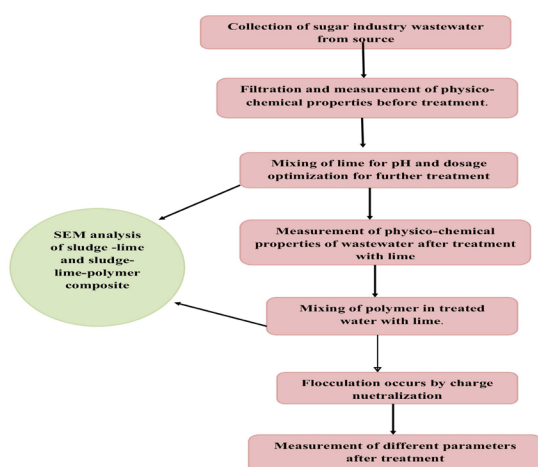 Collection of sugar industry wastewater
from source
Filtration and measurement of physico-
chemical properties before treatment.
Mixing of lime for pH and dosage
optimization for further treatment
SEM analysis
of sludge -lime
and sludge-
lime-polymer
composite
Measurement of physico-chemical
properties of wastewater after treatment
with lime
Mixing of polymer in treated
water with lime.
Flocculation occurs by charge
nuetralization
Measurement of different parameters
after treatment